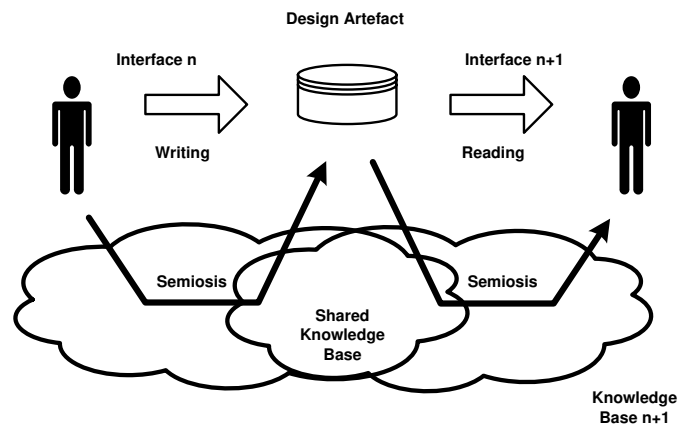 Design Artefact
Interface n
Interface n+1
Writing
Reading
Semiosis
Semiosis
Shared
Knowledge
Base
Knowledge
Base n+1